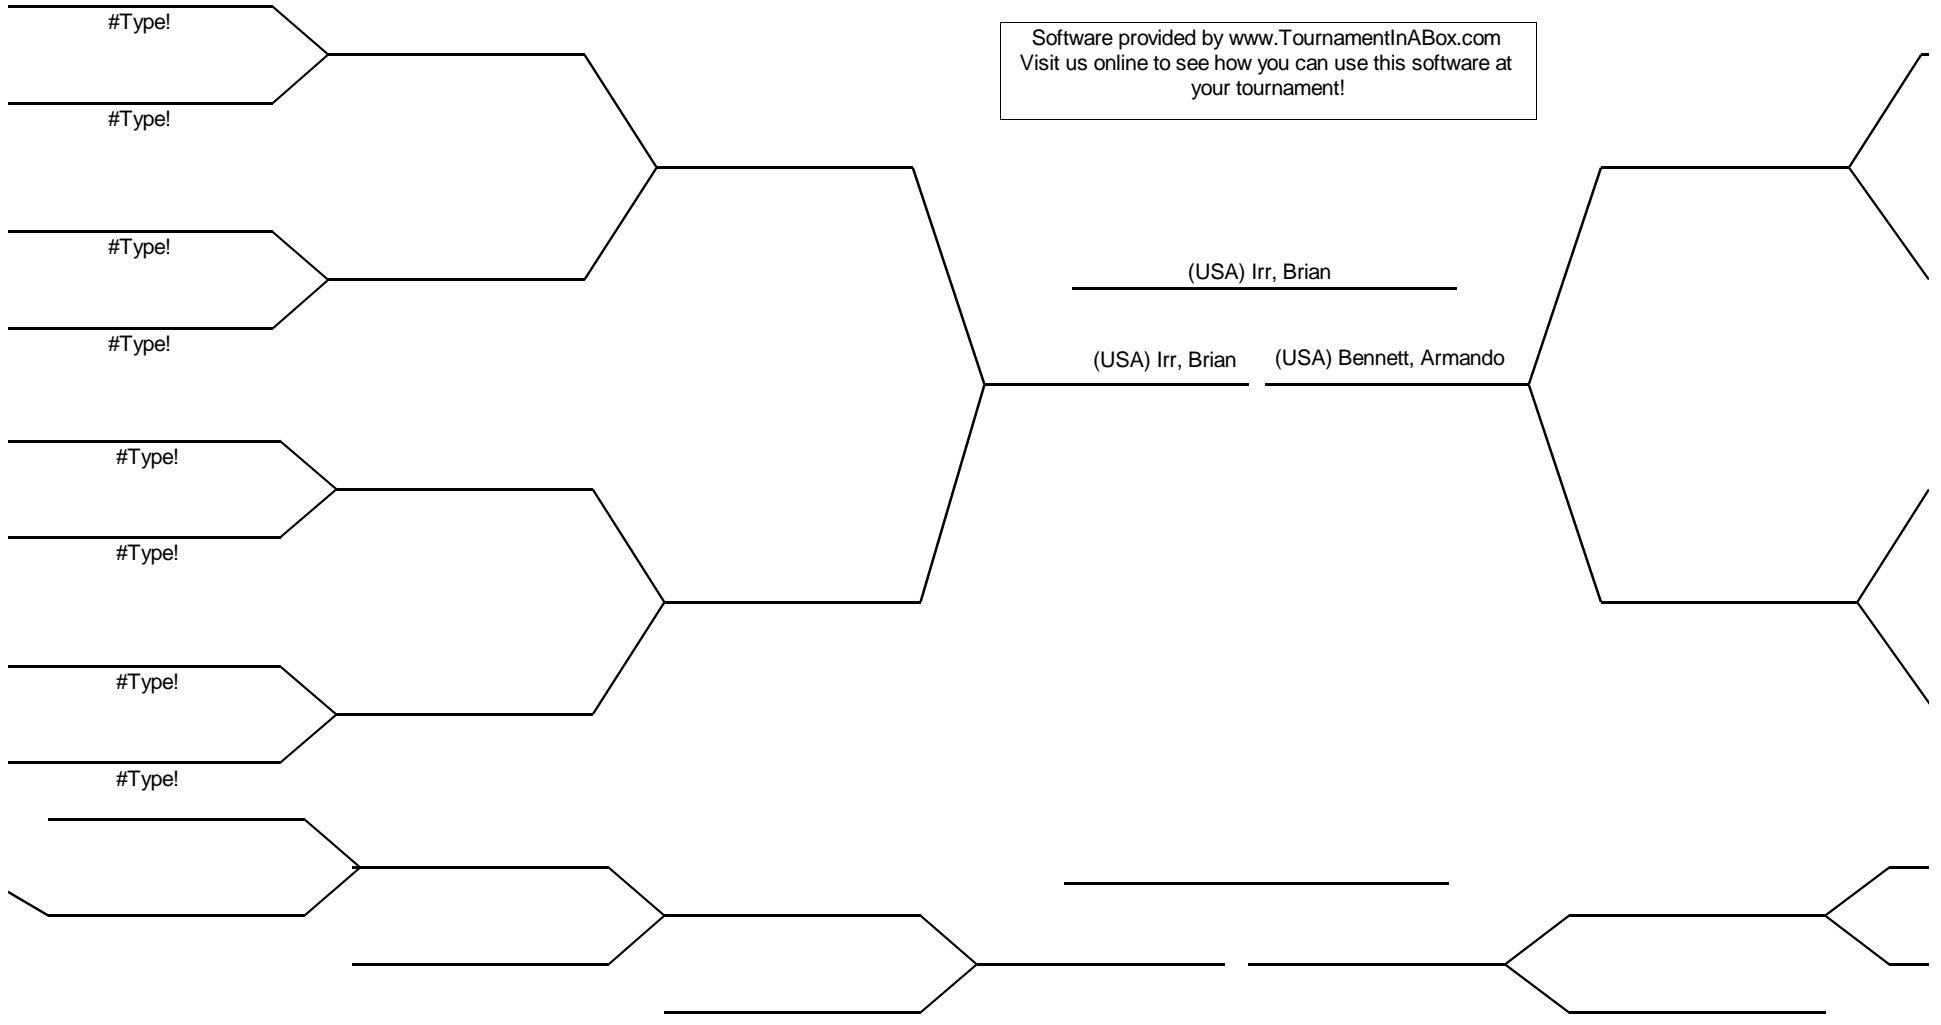 #Type!
Software provided by www.TournamentInABox.com
Visit us online to see how you can use this software at
your tournament!
#Type!
#Type!
(USA) Irr, Brian
#Type!
(USA) Irr, Brian
(USA) Bennett, Armando
#Type!
#Type!
#Type!
#Type!